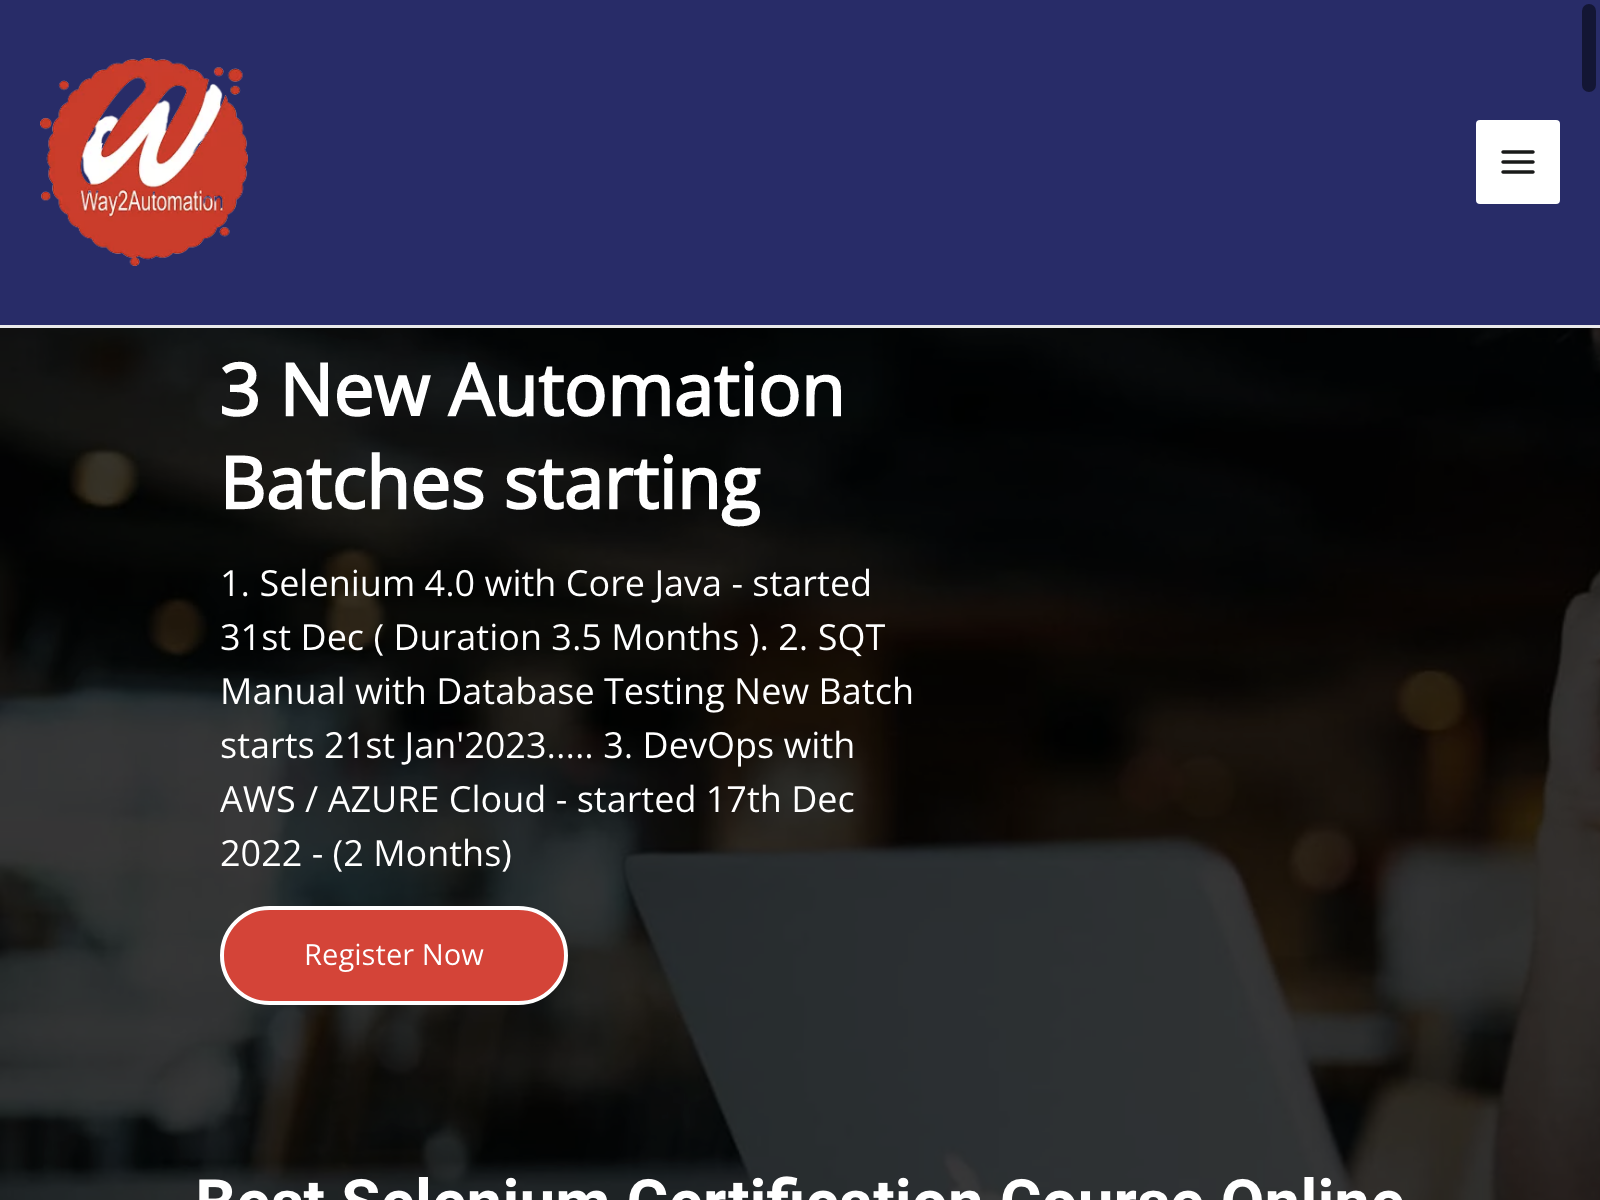 Way2Automation
3 New Automation
Batches starting
1. Selenium 4.0 with Core Java - started
31st Dec ( Duration 3.5 Months ). 2. SQT
Manual with Database Testing New Batch
starts 21st Jan'2023..... 3. DevOps with
AWS / AZURE Cloud - started 17th Dec
2022 - (2 Months)
Register Now
Best Selenium Certification Course Online